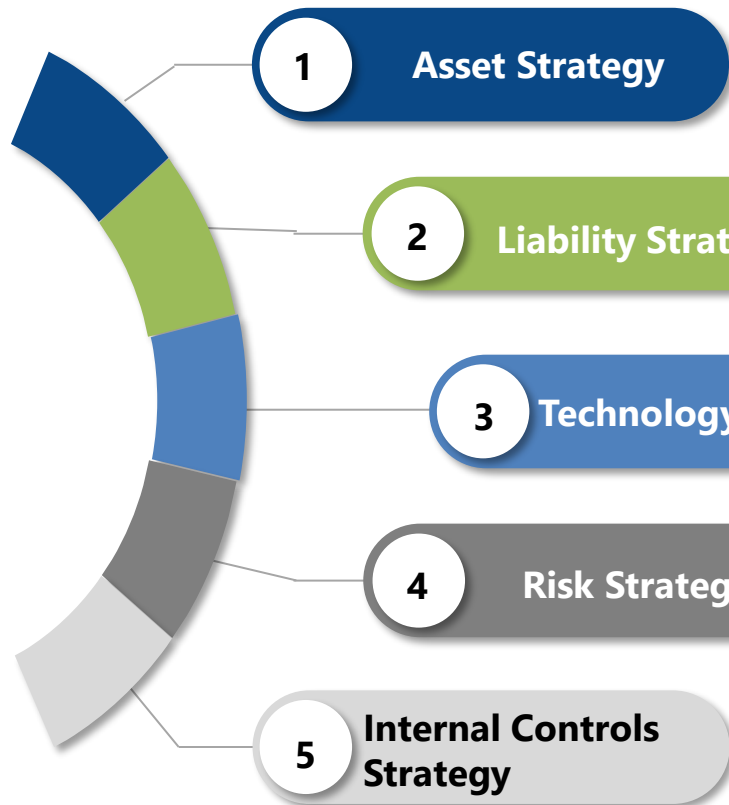 1
Asset Strategy
2
Liability Strat
3
Technology
4
Risk Strateg
5
Internal Controls
Strategy